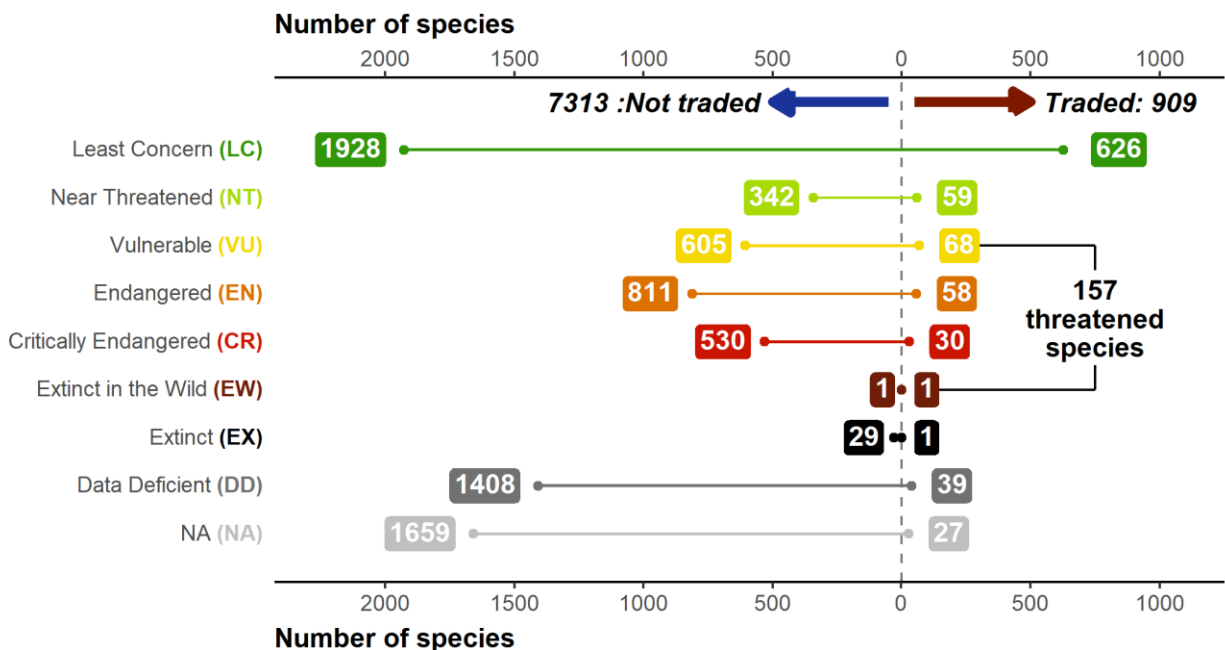 Number of species
2000 1500 1000 500 0 500 1000
7313 :Not traded Traded: 909
Least Concern (LC) 1928 626
Near Threatened (NT) 342 59
Vulnerable (VU) 605 68
Endangered (EN) 811 58
157
threatened
species
Critically Endangered (CR) 530 30
Extinct in the Wild (EW) 1 1
Extinct (EX) 29 1
Data Deficient (DD) 1408 39
NA (NA) 1659 27
2000 1500 1000 500 0 500 1000
Number of species